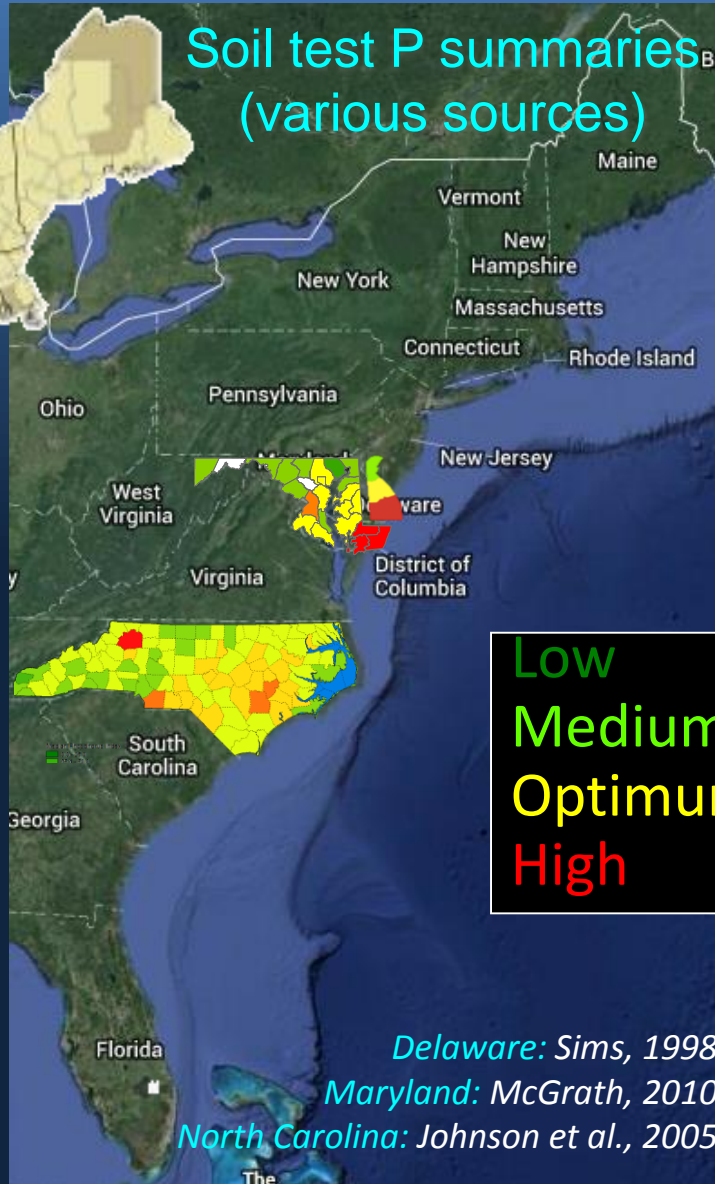 Soil test P summaries
(various sources)
B
Maine
Vermont
New
Hampshire
New York
Massachusetts
Connecticut
Rhode Island
Pennsylvania
Ohio
New Jersey
West
Virginia
District of
Columbia
Virginia
Low
Medium
Optimum
High
South
Carolina
Georgia
Florida
Delaware: Sims, 1998
Maryland: McGrath, 2010
North Carolina: Johnson et al., 2005
The